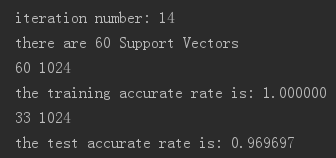 iteration number: 14
there are 60 Support Vectors
60 1024
the training accurate rate is: 1.000000
33 1024
the test accurate rate is: 0.969697